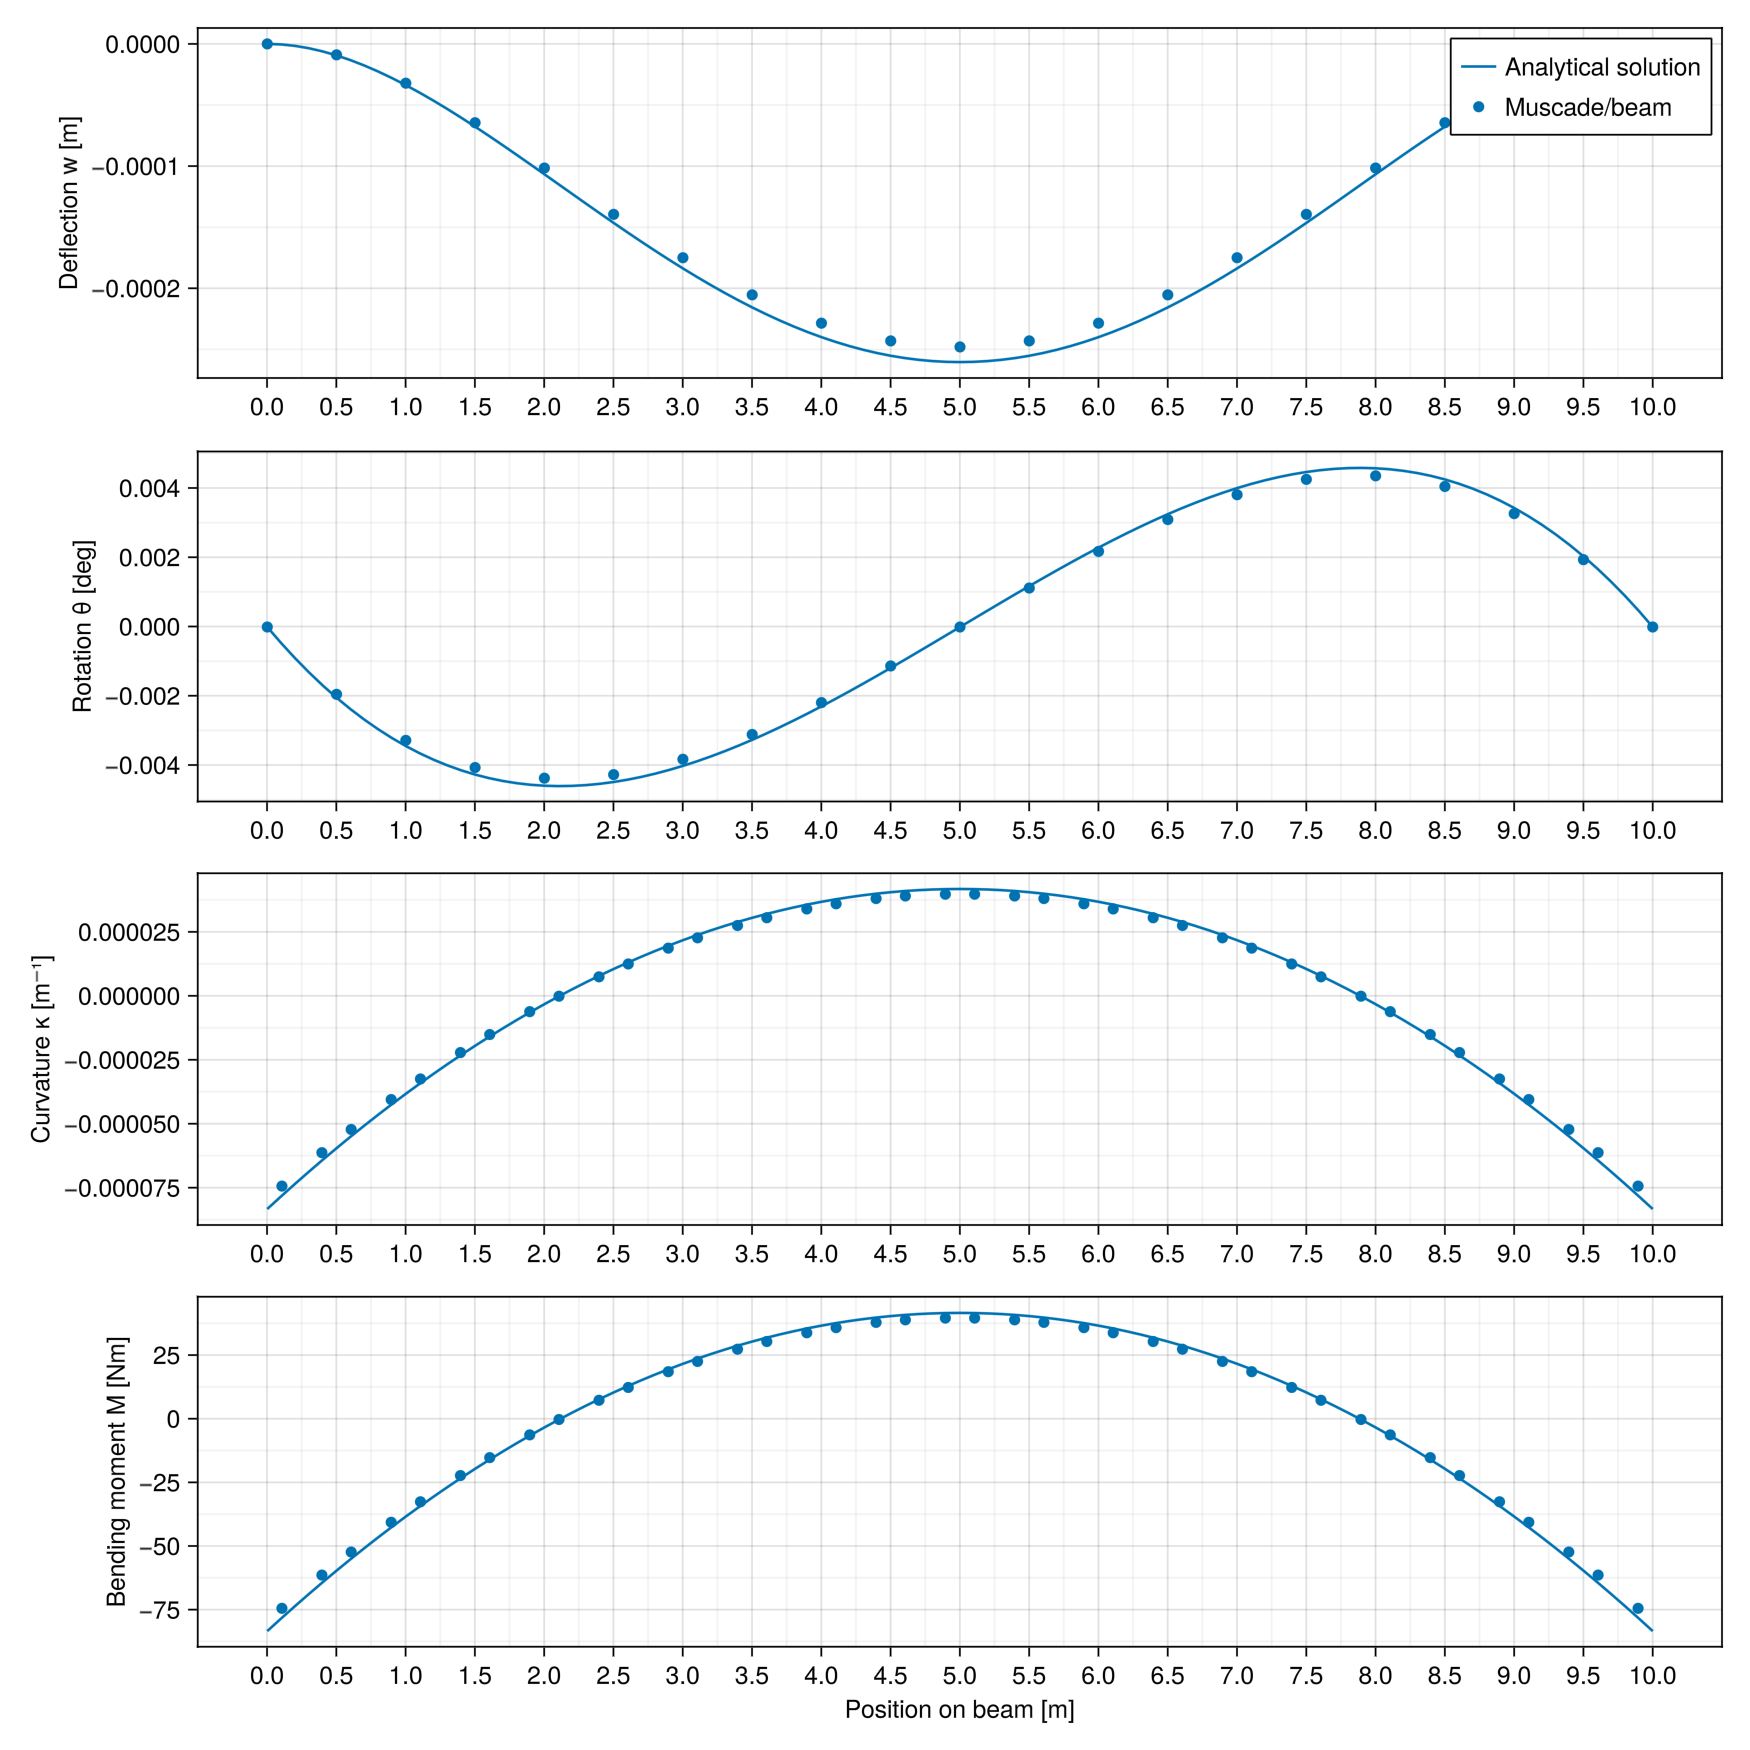 Deflection w [m]
0.0000
−0.0001
−0.0002
Analytical solution
Muscade/beam
0.0 0.5 1.0 1.5 2.0 2.5 3.0 3.5 4.0 4.5 5.0 5.5 6.0 6.5 7.0 7.5 8.0 8.5 9.0 9.5 10.0
Rotation θ [deg]
0.004
0.002
0.000
−0.002
−0.004
0.0 0.5 1.0 1.5 2.0 2.5 3.0 3.5 4.0 4.5 5.0 5.5 6.0 6.5 7.0 7.5 8.0 8.5 9.0 9.5 10.0
Curvature κ [m⁻¹]
0.000025
0.000000
−0.000025
−0.000050
−0.000075
0.0 0.5 1.0 1.5 2.0 2.5 3.0 3.5 4.0 4.5 5.0 5.5 6.0 6.5 7.0 7.5 8.0 8.5 9.0 9.5 10.0
Bending moment M [Nm]
25
0
−25
−50
−75
0.0 0.5 1.0 1.5 2.0 2.5 3.0 3.5 4.0 4.5 5.0 5.5 6.0 6.5 7.0 7.5 8.0 8.5 9.0 9.5 10.0
Position on beam [m]